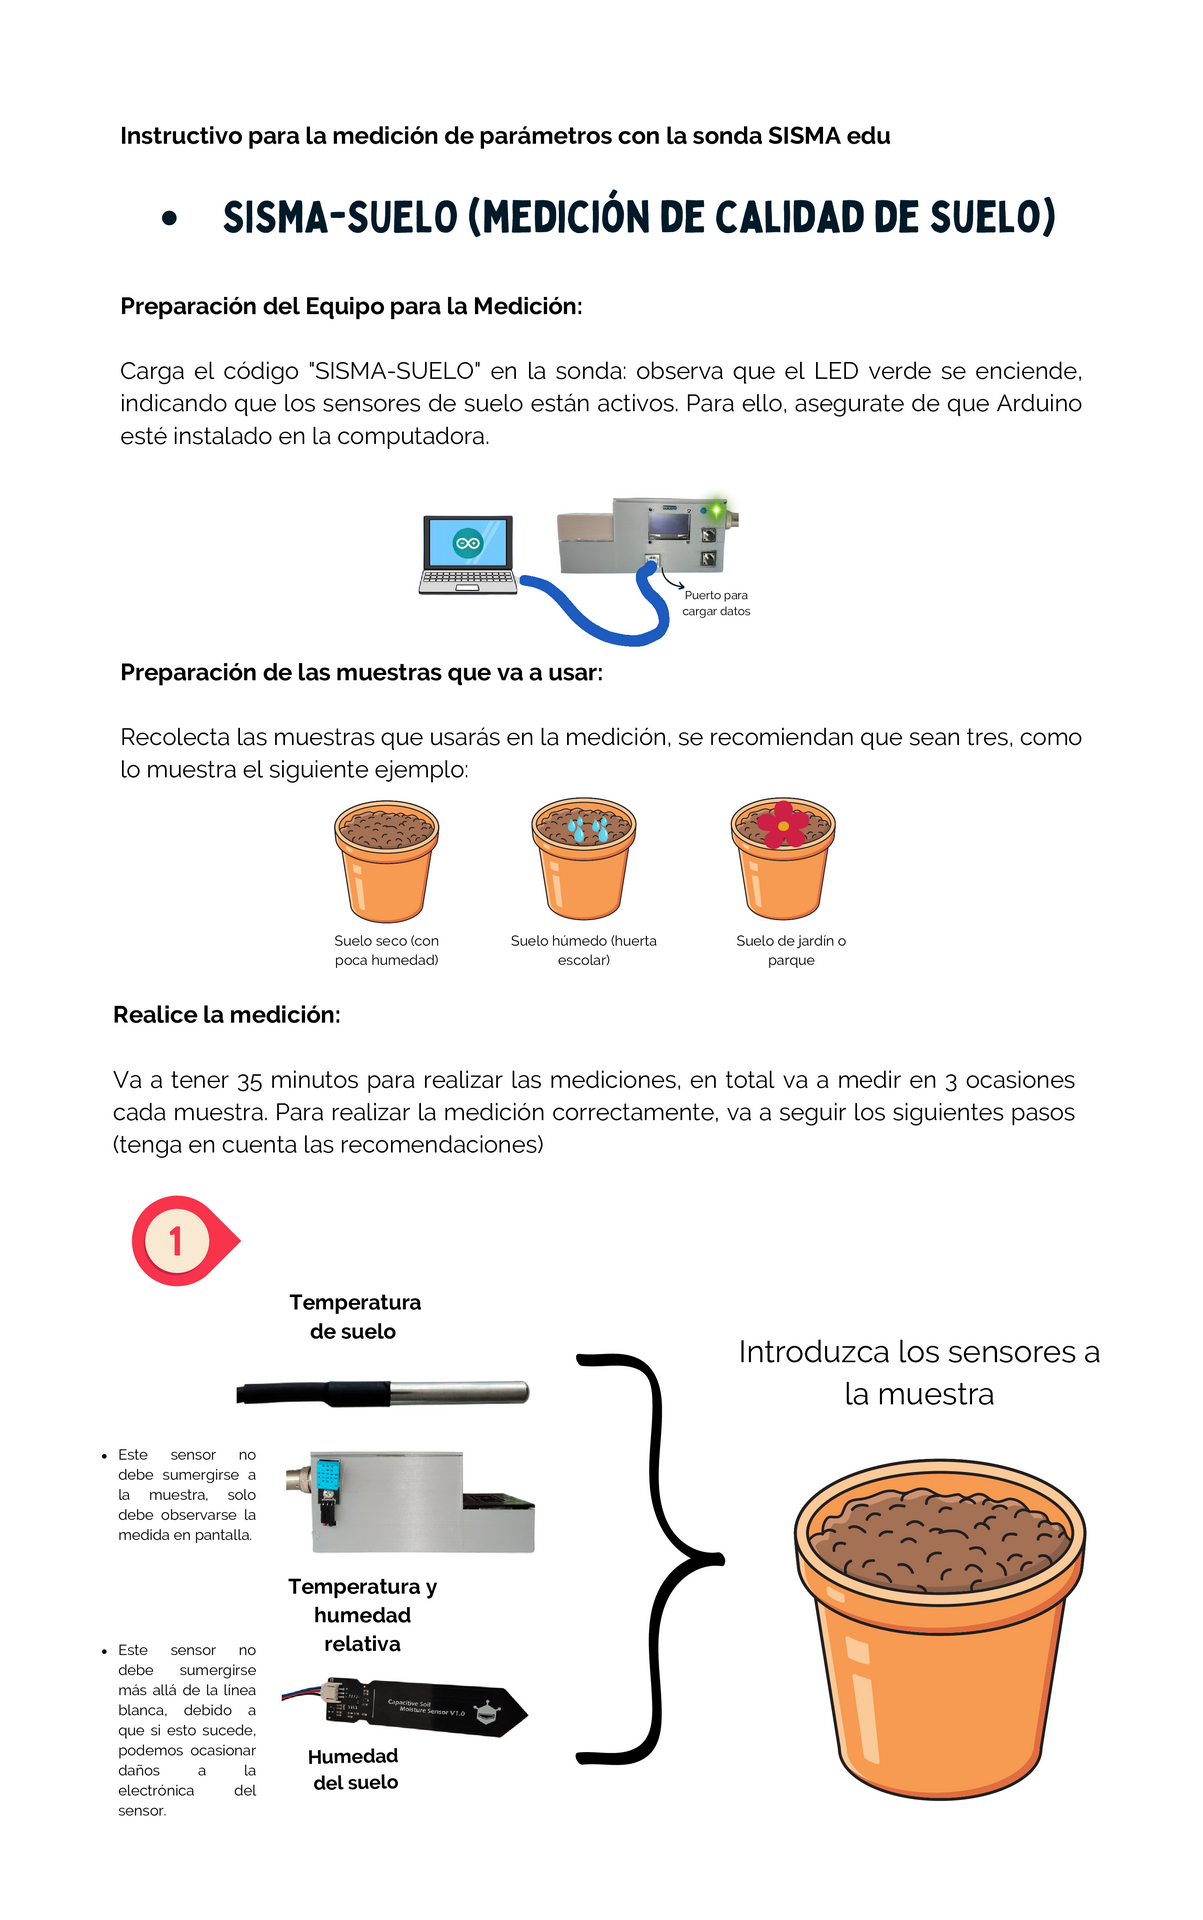 Instructivo para la medición de parámetros con la sonda SISMA edu
• SISMA-SUELO (MEDICIÓN DE CALIDAD DE SUELO)
Preparación del Equipo para la Medición:
Carga el código "SISMA-SUELO" en la sonda: observa que el LED verde se enciende,
indicando que los sensores de suelo están activos. Para ello, asegurate de que Arduino
esté instalado en la computadora.
Puerto para
cargar datos
Preparación de las muestras que va a usar:
Recolecta las muestras que usarás en la medición, se recomiendan que sean tres, como
lo muestra el siguiente ejemplo:
Suelo seco (con
poca humedad)
Suelo húmedo (huerta
escolar)
Suelo de jardín o
parque
Realice la medición:
Va a tener 35 minutos para realizar las mediciones, en total va a medir en 3 ocasiones
cada muestra. Para realizar la medición correctamente, va a seguir los siguientes pasos
(tenga en cuenta las recomendaciones)
1
Temperatura
de suelo
Introduzca los sensores a
la muestra
• Este sensor no
debe sumergirse a
la muestra, solo
debe observarse la
medida en pantalla.
Temperatura y
humedad
relativa
• Este sensor no
debe sumergirse
más allá de la línea
blanca, debido a
que si esto sucede,
podemos ocasionar
daños a la
electrónica del
sensor.
Capacitive Soil
Moisture Sensor V1.0
Humedad
del suelo